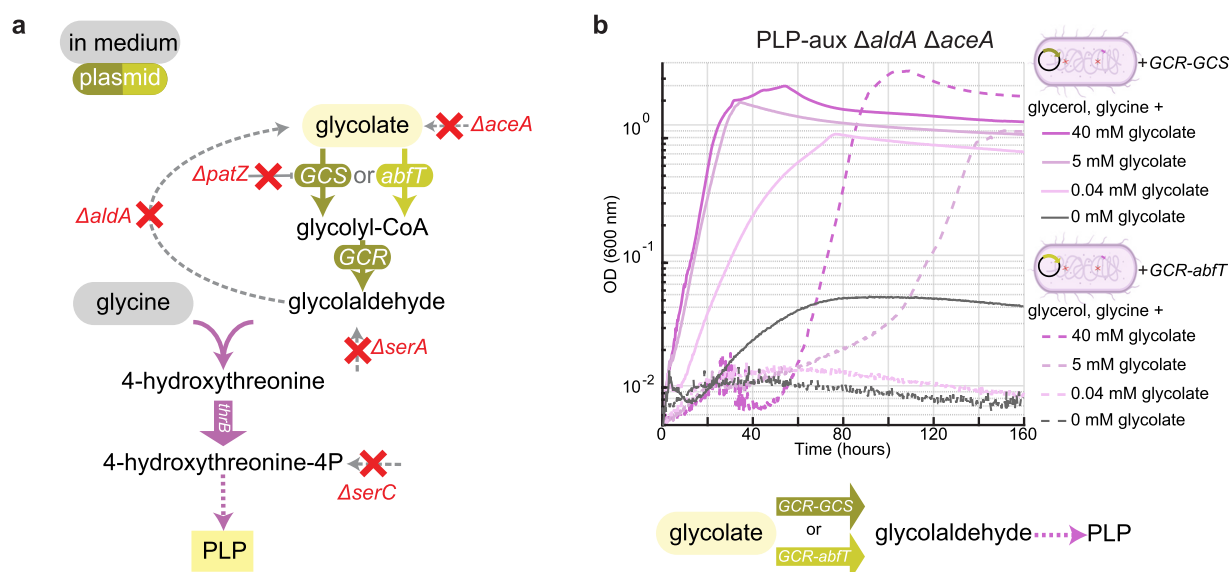 a
in medium
plasmid
glycolate
ΔaceA
ΔpatZ
GCS or abfT
ΔaldA
glycolyl-CoA
GCR
glycine
glycolaldehyde
ΔserA
4-hydroxythreonine
thrB
4-hydroxythreonine-4P
ΔserC
PLP
b
PLP-aux ΔaldA ΔaceA
OD (600 nm)
10⁰
10⁻¹
10⁻²
0 40 80 120 160
Time (hours)
+GCR-GCS
glycerol, glycine +
40 mM glycolate
5 mM glycolate
0.04 mM glycolate
0 mM glycolate
+GCR-abfT
glycerol, glycine +
40 mM glycolate
5 mM glycolate
0.04 mM glycolate
0 mM glycolate
glycolate
GCR-GCS
or
GCR-abfT
glycolaldehyde
PLP